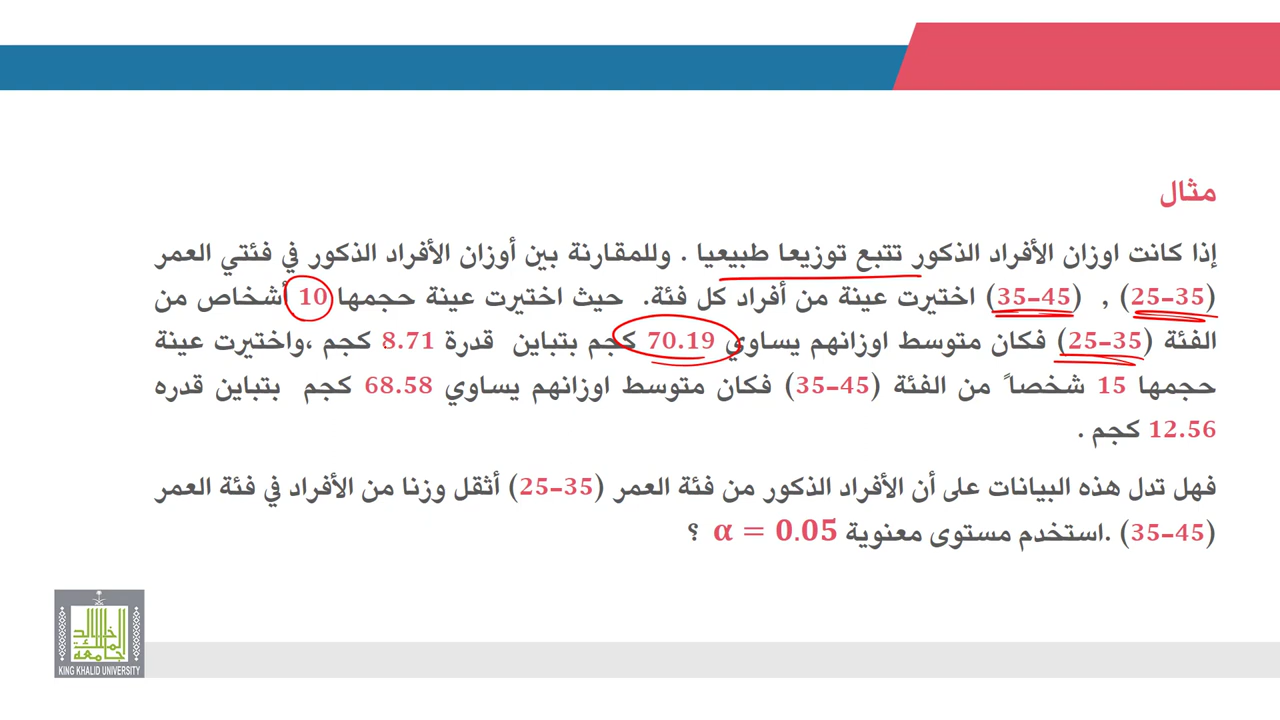 مثال
إذا كانت اوزان الأفراد الذكور تتبع توزيعا طبيعيا . وللمقارنة بين أوزان الأفراد الذكور في فئتي العمر
(25-35) , (35-45) اختيرت عينة من أفراد كل فئة. حيث اختيرت عينة حجمها 10 أشخاص من
الفئة (25-35) فكان متوسط اوزانهم يساوي 70.19 كجم بتباين قدرة 8.71 كجم ،واختيرت عينة
حجمها 15 شخصاً من الفئة (35-45) فكان متوسط اوزانهم يساوي 68.58 كجم بتباين قدره
12.56 كجم .
فهل تدل هذه البيانات على أن الأفراد الذكور من فئة العمر (25-35) أثقل وزنا من الأفراد في فئة العمر
(35-45) .استخدم مستوى معنوية α = 0.05 ؟
جامعة الملك خالد
KING KHALID UNIVERSITY